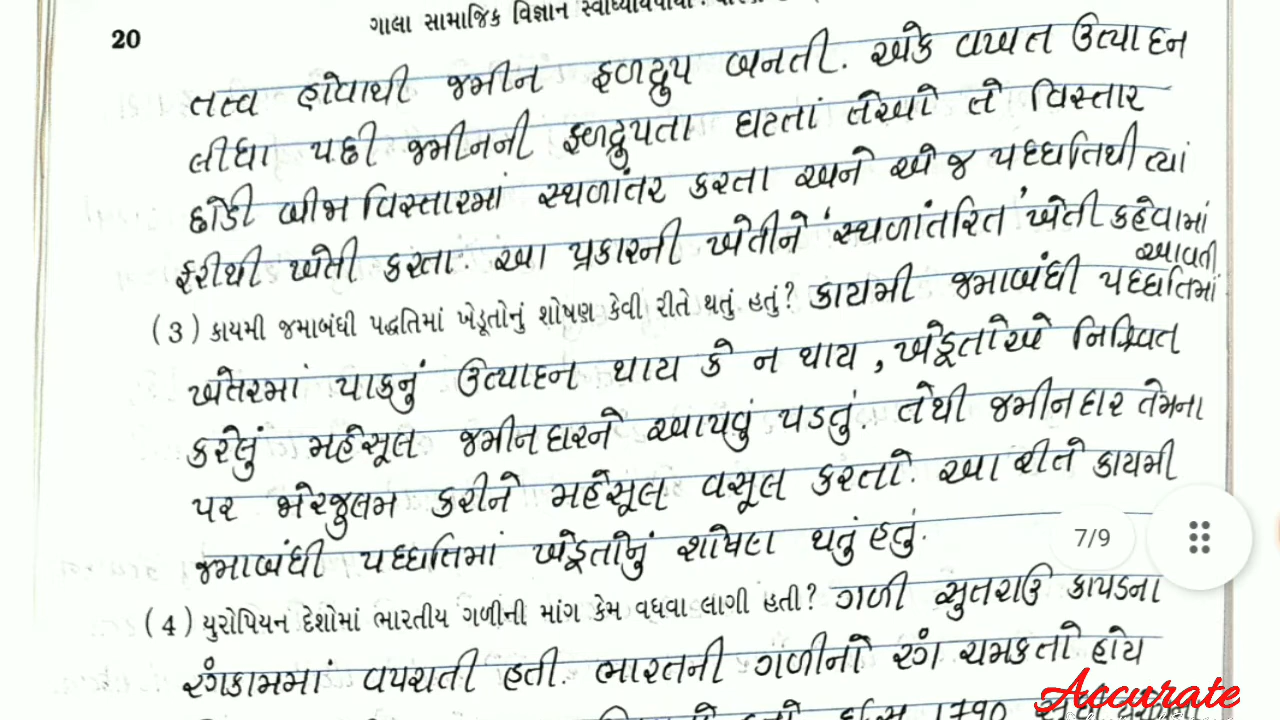 20
ગાલા સામાજિક વિજ્ઞાન
તત્ત્વ હોવાથી જમીન ફળદ્રુપ બનતી. એક વખત ઉત્પાદન
લીધા પછી જમીનની ફળદ્રુપતા ઘટતાં તેઓ તે વિસ્તાર
છોડી બીજા વિસ્તારમાં સ્થળાંતર કરતા અને એ જ પધ્ધતિથી ત્યાં
ફરીથી ખેતી કરતા. આ પ્રકારની ખેતીને 'સ્થળાંતરિત' ખેતી કહેવામાં
આવતી
(3) કાયમી જમાબંધી પદ્ધતિમાં ખેડૂતોનું શોષણ કેવી રીતે થતું હતું? કાયમી જમાબંધી પધ્ધતિમાં
ખેતરમાં પાકનું ઉત્પાદન થાય કે ન થાય, ખેડૂતોએ નિશ્ચિત
કરેલું મહેસૂલ જમીનદારને આપવું પડતું. તેથી જમીનદાર તેમના
પર જોરજુલમ કરીને મહેસૂલ વસૂલ કરતો. આ રીતે કાયમી
જમાબંધી પધ્ધતિમાં ખેડૂતોનું શોષણ થતું હતું.
7/9
(4) યુરોપિયન દેશોમાં ભારતીય ગળીની માંગ કેમ વધવા લાગી હતી? ગળી સુતરાઉ કાપડના
રંગકામમાં વપરાતી હતી. ભારતની ગળીનો રંગ ચમકતો હોય
Accurate